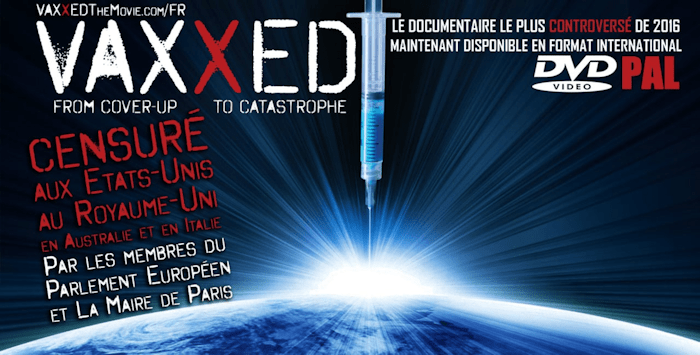 VAXXEDTHEMOVIE.COM/FR
VAXXED
FROM COVER-UP TO CATASTROPHE
LE DOCUMENTAIRE LE PLUS CONTROVERSÉ DE 2016
MAINTENANT DISPONIBLE EN FORMAT INTERNATIONAL
DVD VIDEO PAL
CENSURÉ
AUX ETATS-UNIS
AU ROYAUME-UNI
EN AUSTRALIE ET EN ITALIE
PAR LES MEMBRES DU
PARLEMENT EUROPÉEN
ET LA MAIRE DE PARIS